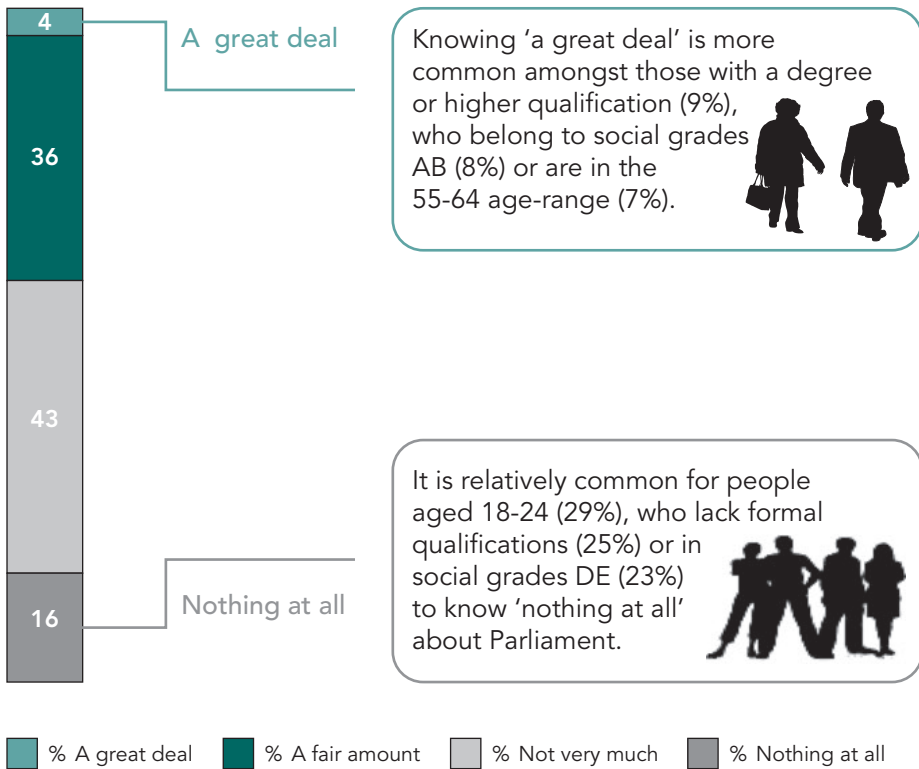 4
A great deal
Knowing ‘a great deal’ is more
common amongst those with a degree
or higher qualification (9%),
who belong to social grades
AB (8%) or are in the
55-64 age-range (7%).
36
43
It is relatively common for people
aged 18-24 (29%), who lack formal
qualifications (25%) or in
social grades DE (23%)
to know ‘nothing at all’
about Parliament.
16
Nothing at all
% A great deal
% A fair amount
% Not very much
% Nothing at all